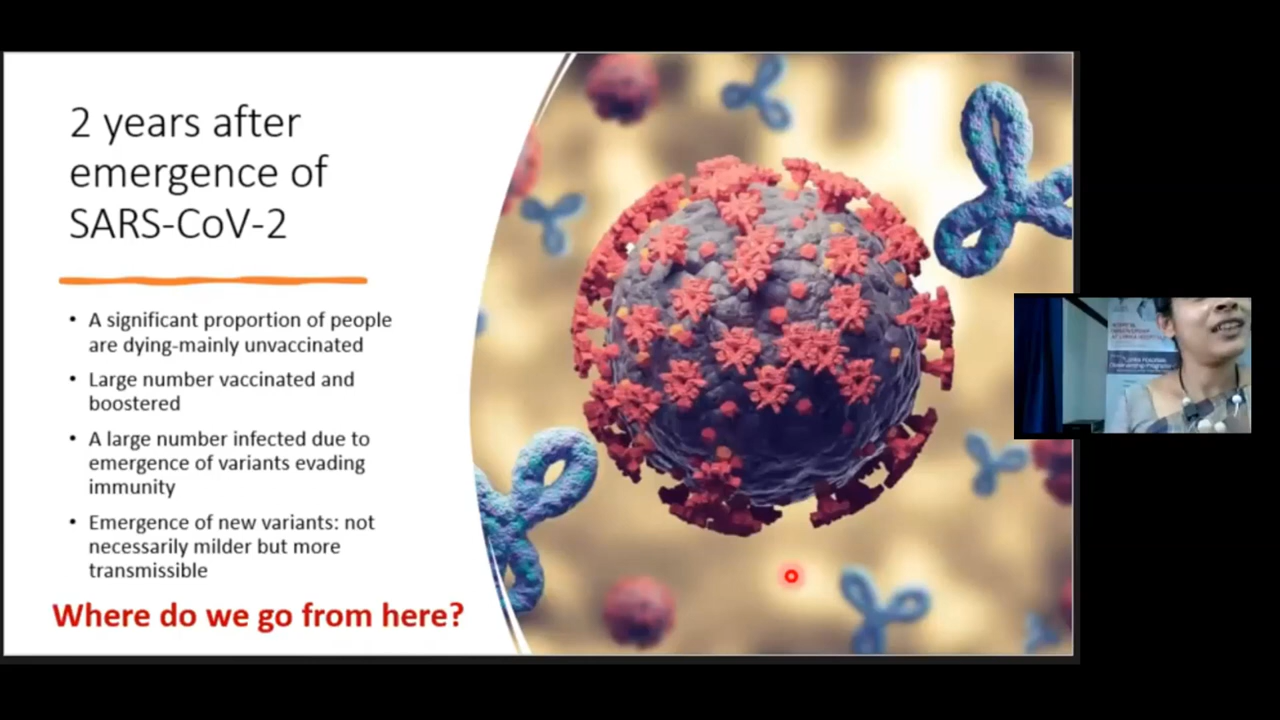 2 years after
emergence of
SARS-CoV-2
• A significant proportion of people
are dying-mainly unvaccinated
• Large number vaccinated and
boostered
• A large number infected due to
emergence of variants evading
immunity
• Emergence of new variants: not
necessarily milder but more
transmissible
Where do we go from here?